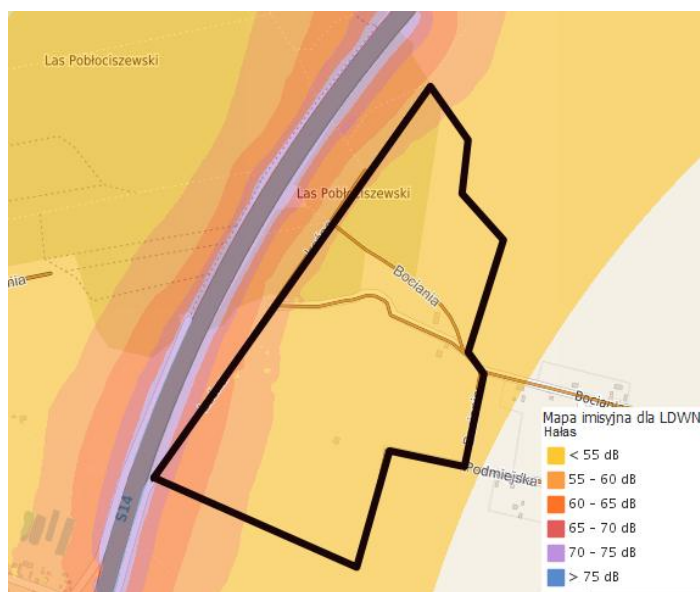 Las Pobłociszewski
Las Pobłociszewski
Bociania
Bociania
Podmiejska
S14
Mapa imisyjna dla LDWN
Hałas
< 55 dB
55 - 60 dB
60 - 65 dB
65 - 70 dB
70 - 75 dB
> 75 dB